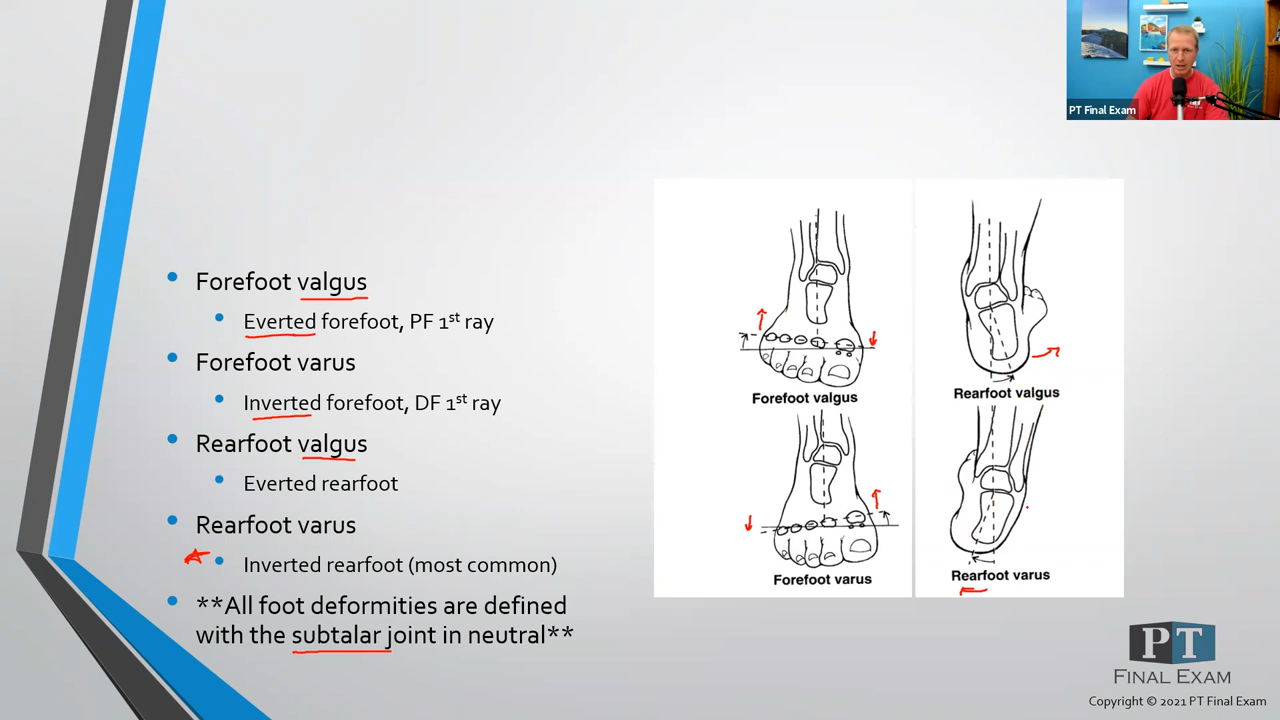 PT Final Exam
Forefoot valgus
Everted forefoot, PF 1st ray
Forefoot varus
Inverted forefoot, DF 1st ray
Rearfoot valgus
Everted rearfoot
Rearfoot varus
Inverted rearfoot (most common)
**All foot deformities are defined
with the subtalar joint in neutral**
Forefoot valgus
Rearfoot valgus
Forefoot varus
Rearfoot varus
PT
FINAL EXAM
Copyright © 2021 PT Final Exam